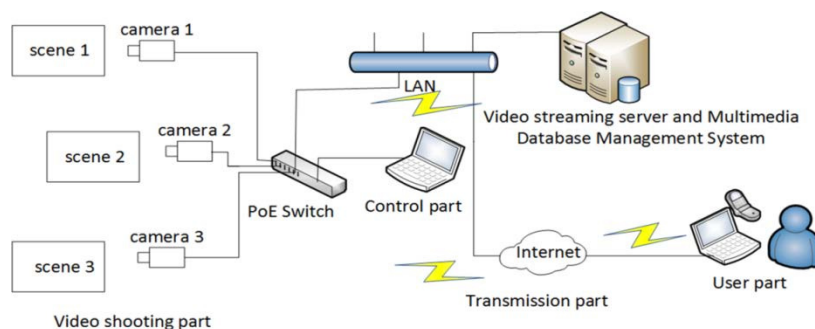 scene 1
camera 1
LAN
Video streaming server and Multimedia
Database Management System
scene 2
camera 2
PoE Switch
Control part
scene 3
camera 3
Internet
Transmission part
User part
Video shooting part